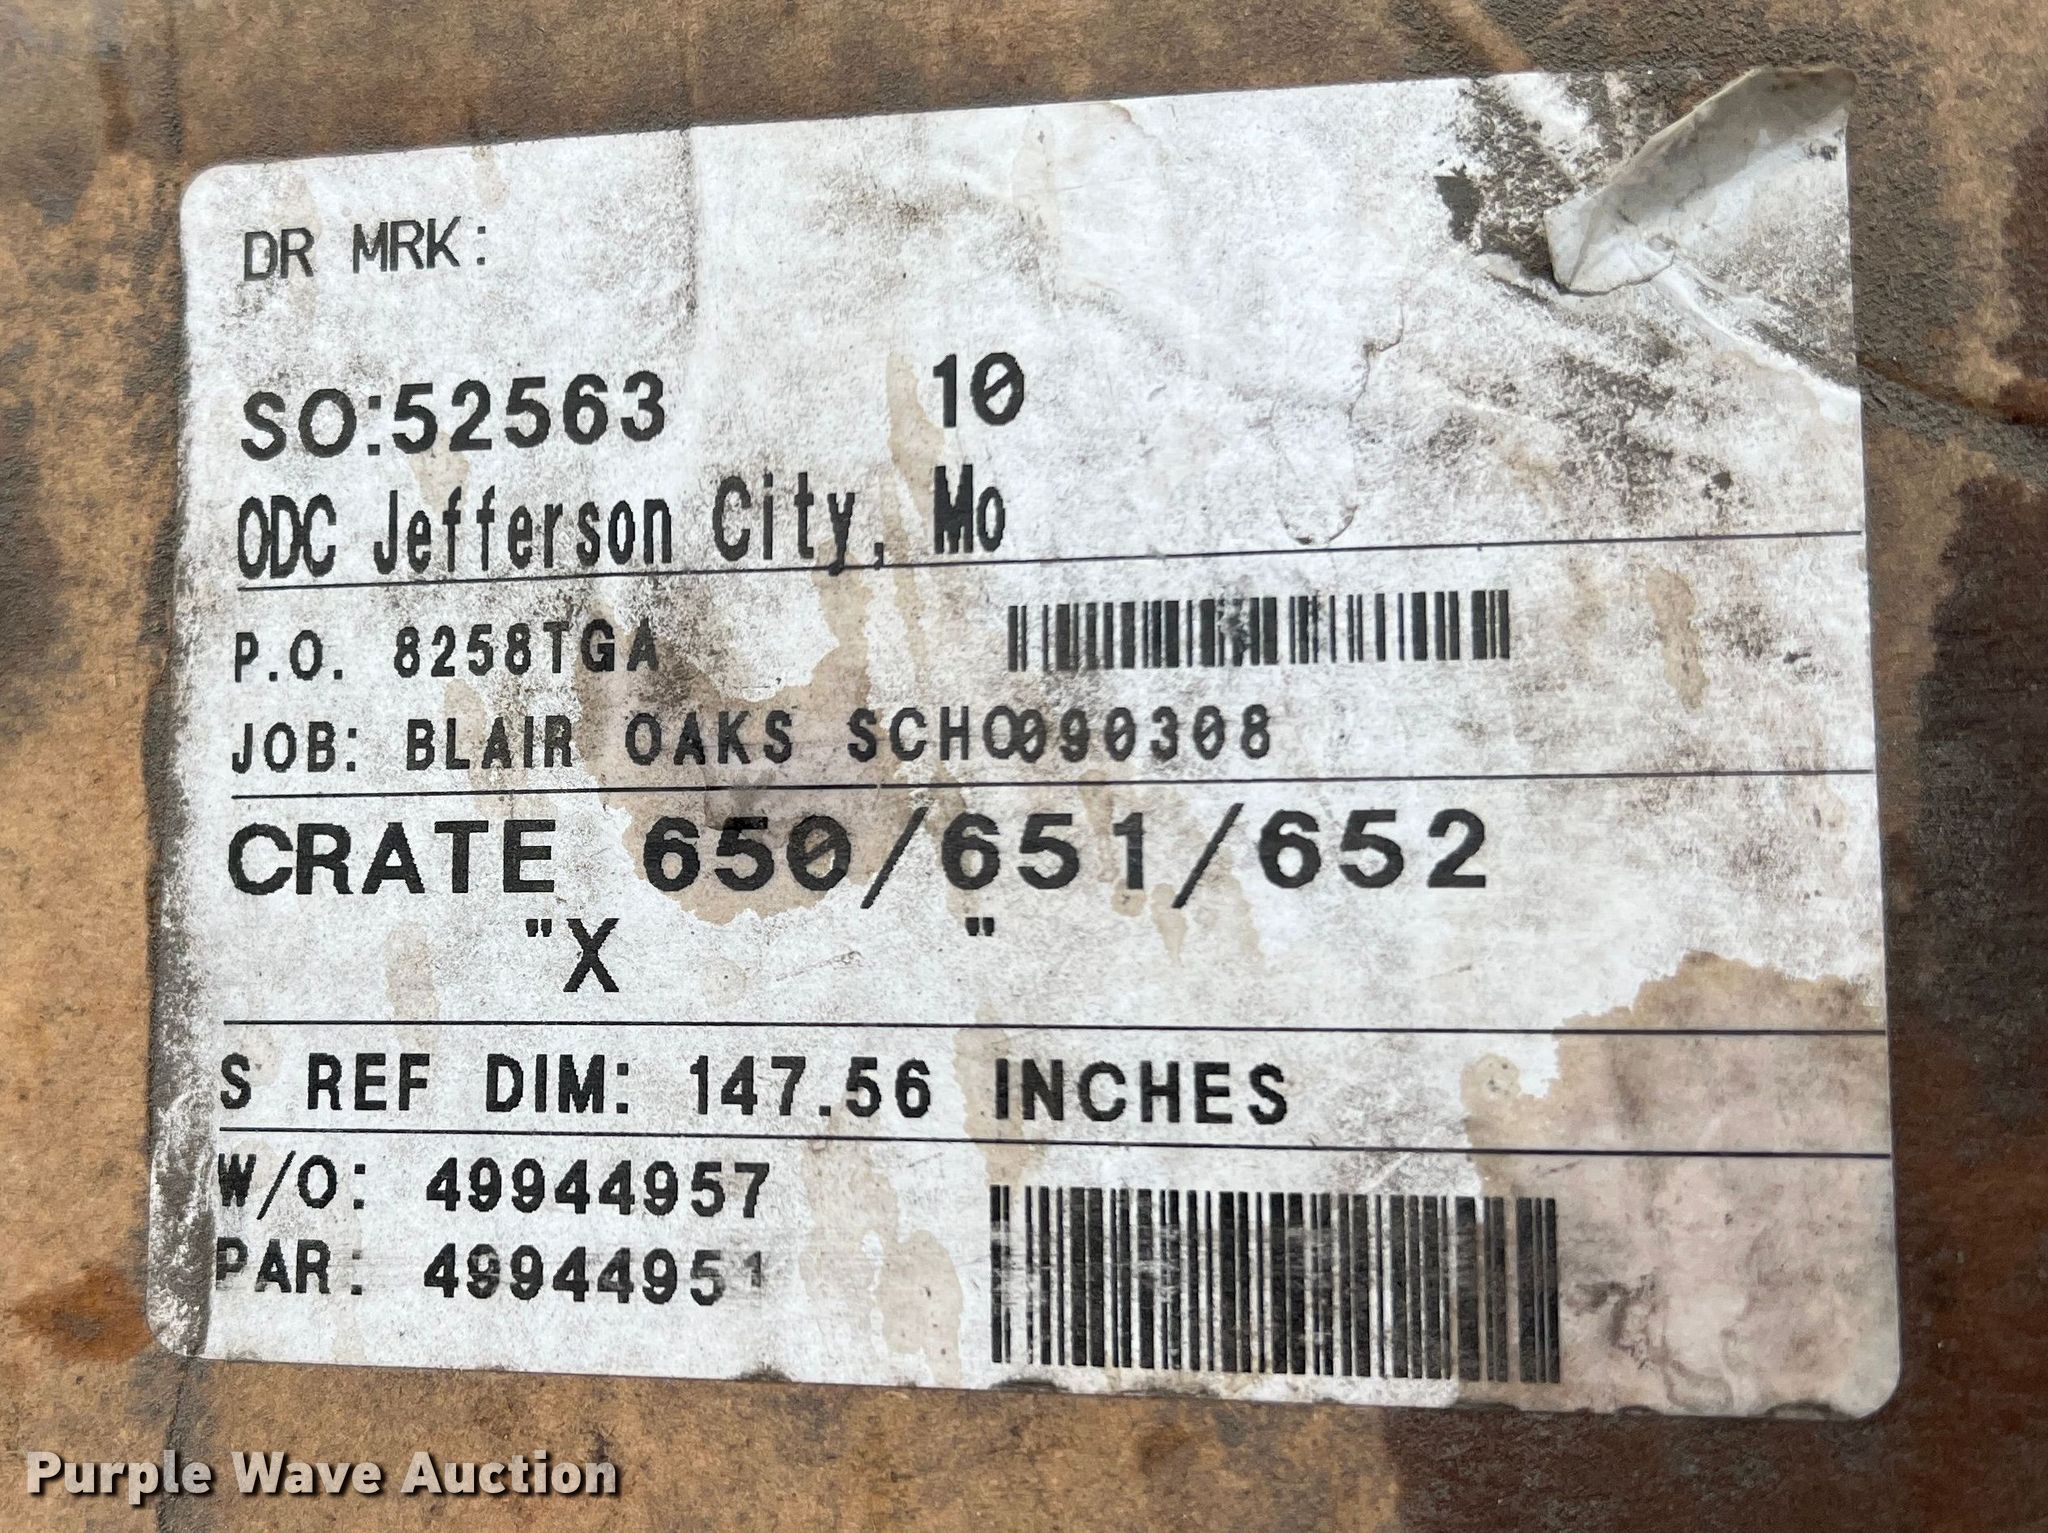 DR MRK:
SO:52563 10
ODC Jefferson City, Mo
P.O. 8258TGA
JOB: BLAIR OAKS SCHO090308
CRATE 650/651/652
"X "
S REF DIM: 147.56 INCHES
W/O: 49944957
PAR: 49944951
Purple Wave Auction